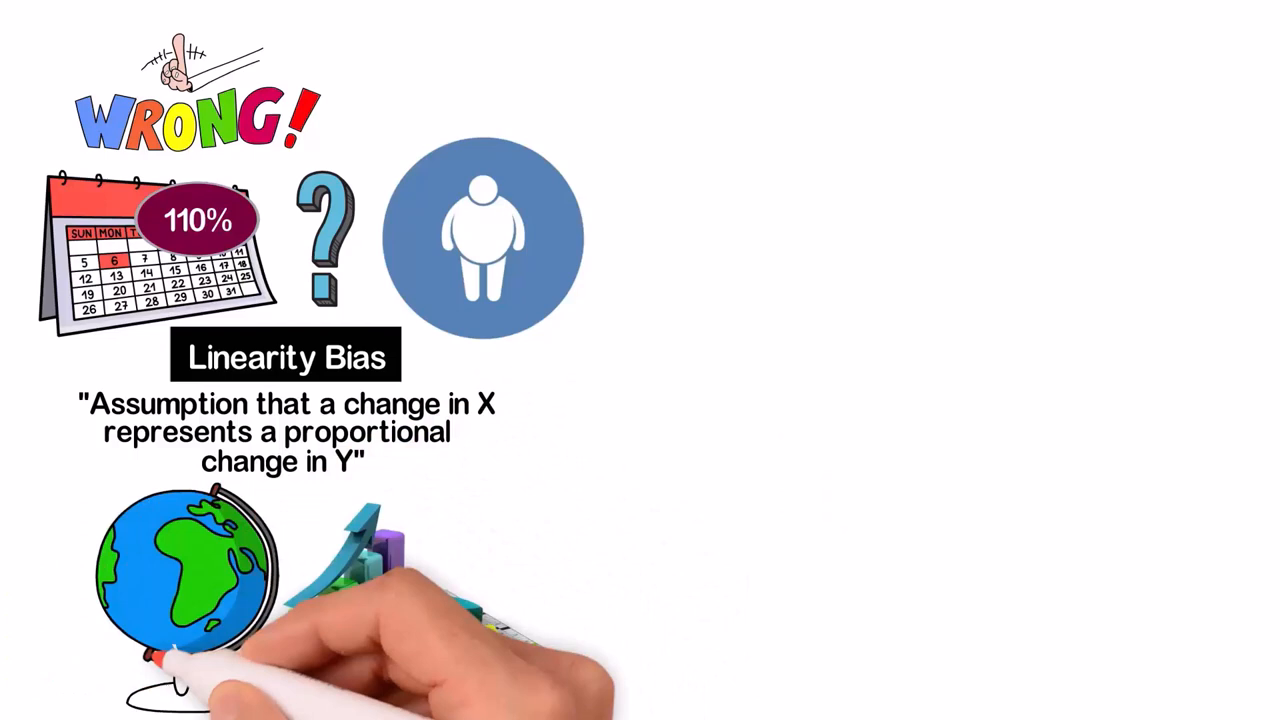 WRONG!
110%
SUN MON T
5 6 7 8 9 10 11
12 13 14 15 16 17 18
19 20 21 22 23 24 25
26 27 28 29 30 31
Linearity Bias
"Assumption that a change in X
represents a proportional
change in Y"